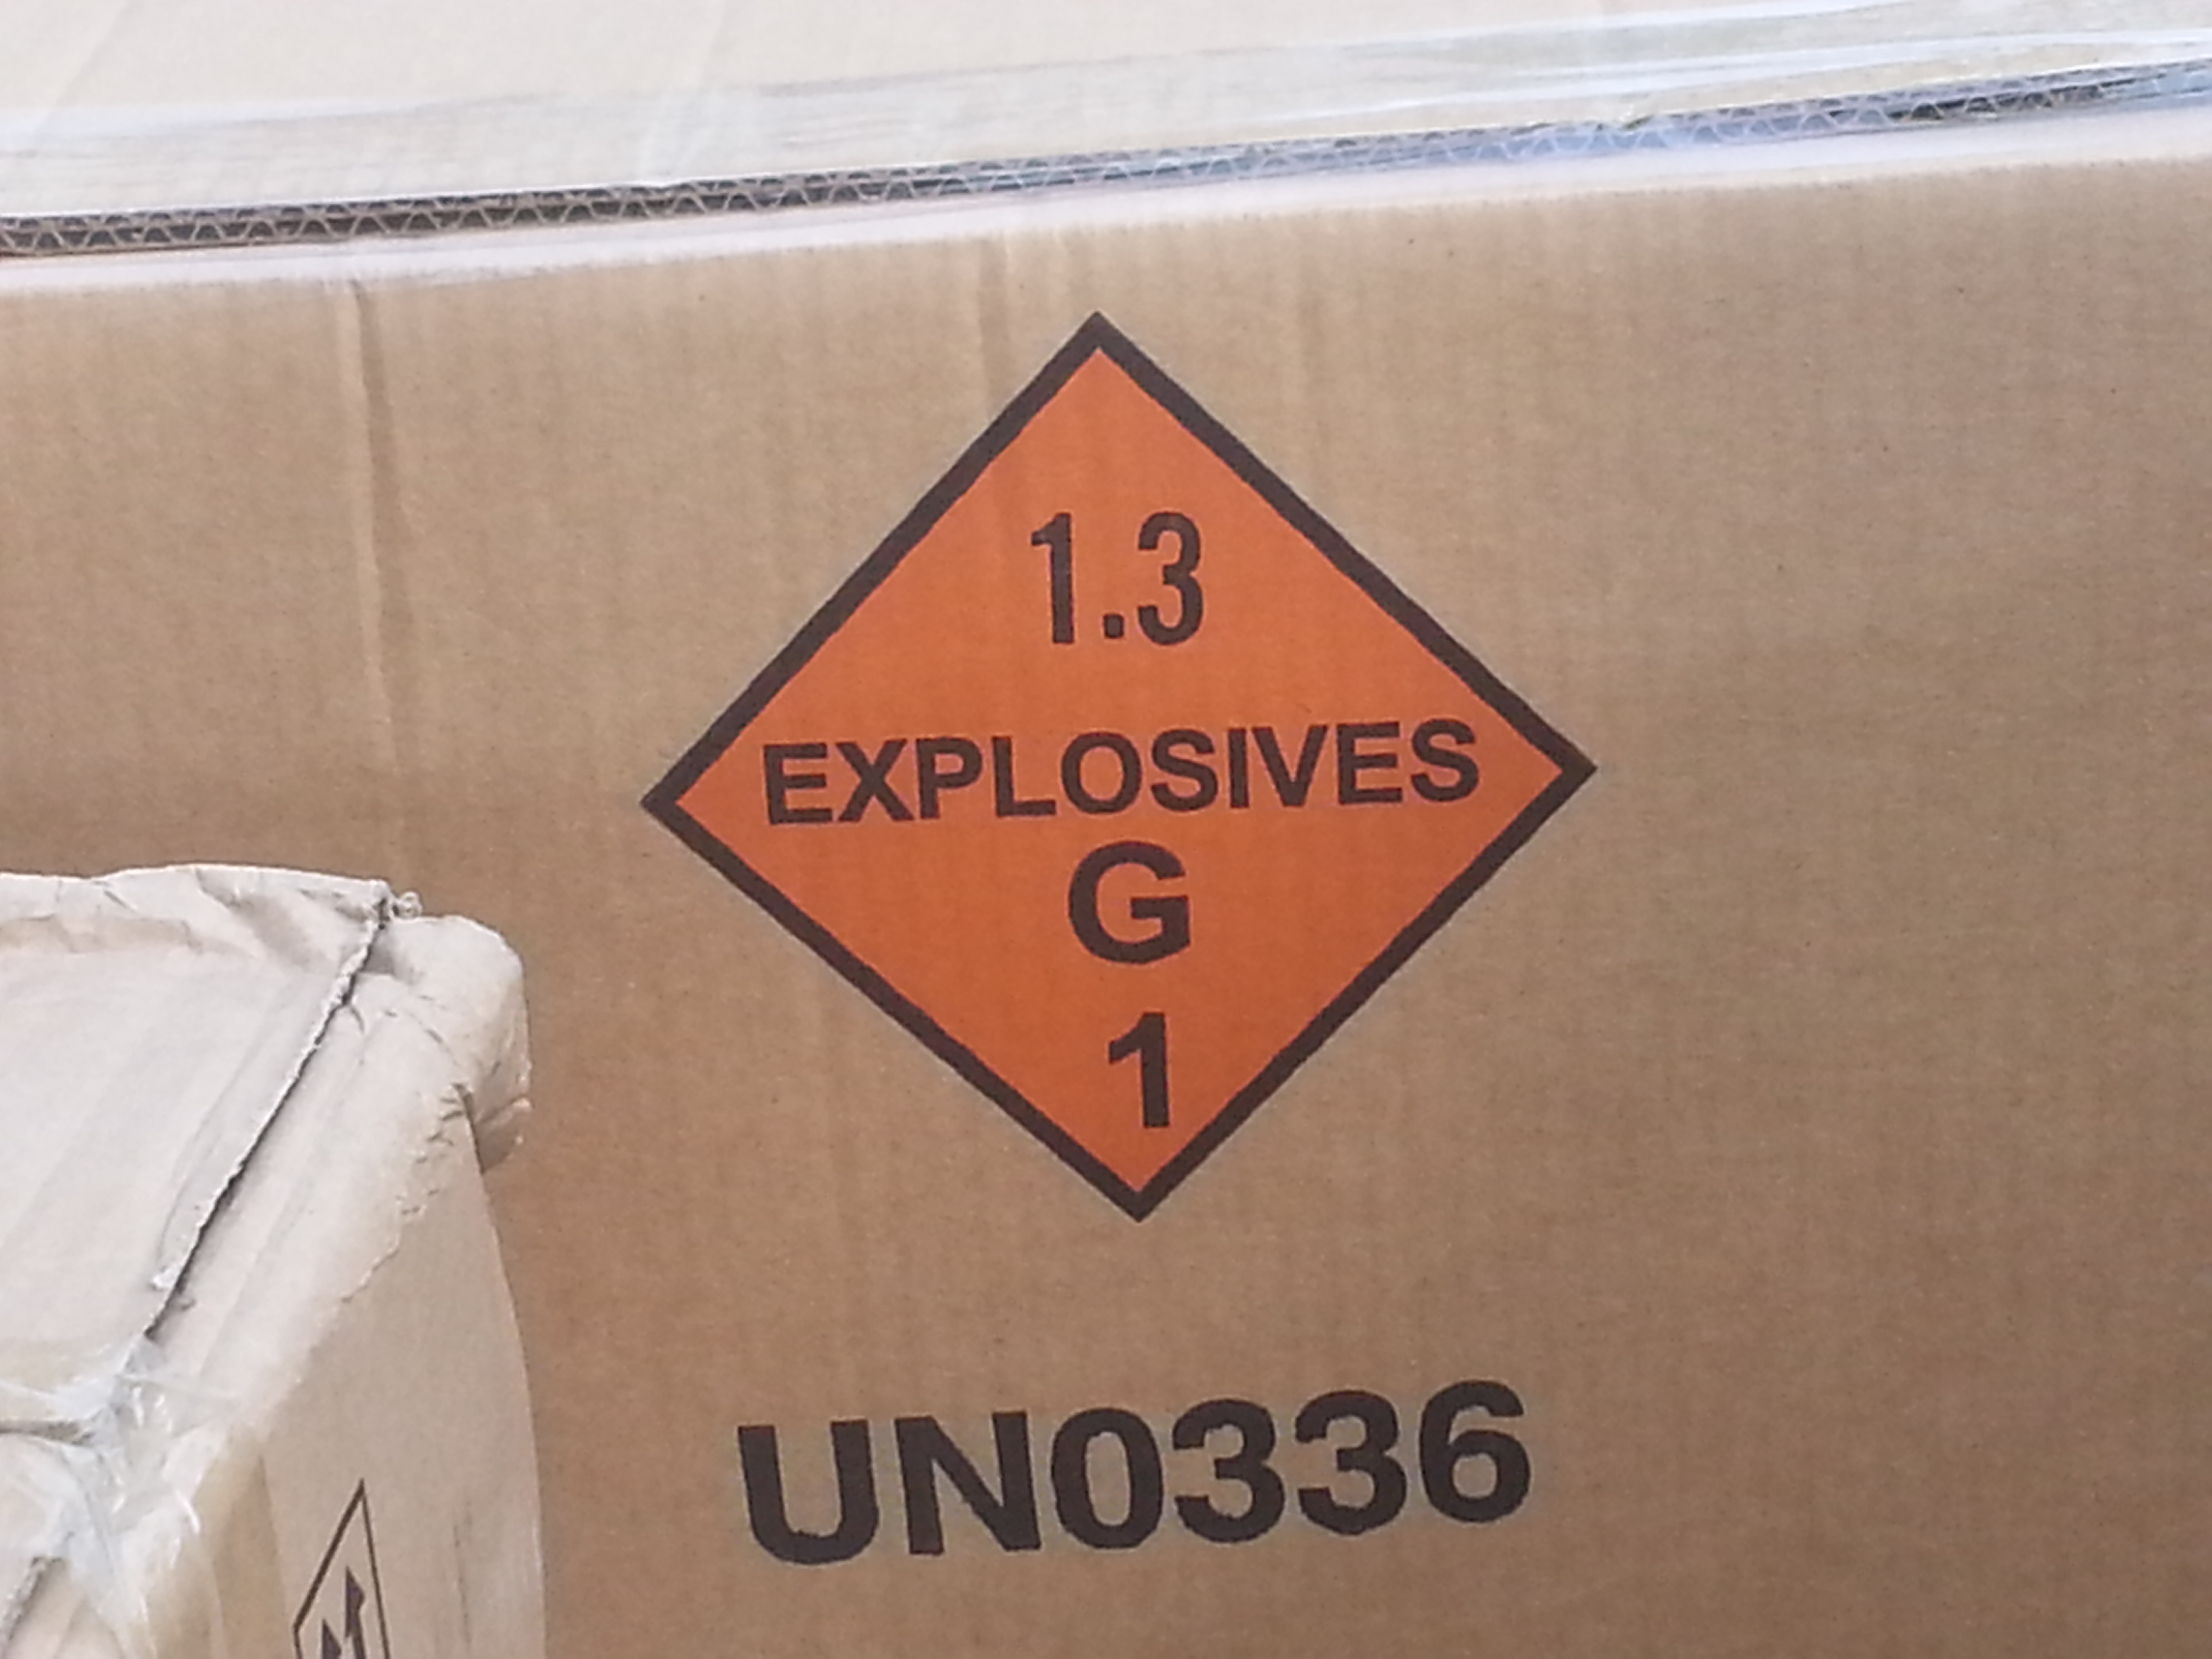 1.3
EXPLOSIVES
G
1
UN0336